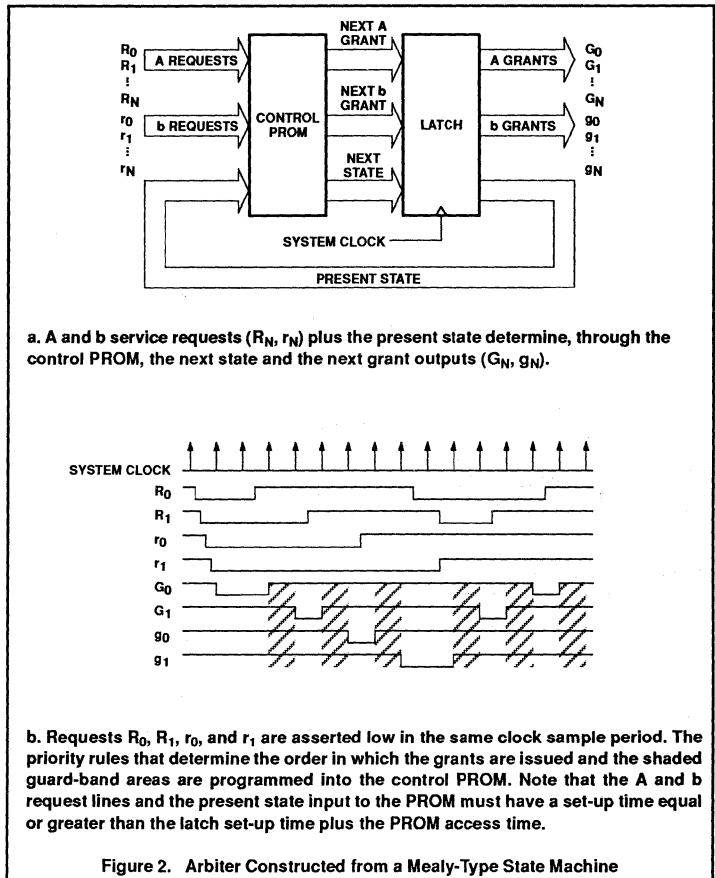 NEXT A
GRANT
R0
R1
⋮
RN
A REQUESTS
A GRANTS
G0
G1
⋮
GN
NEXT b
GRANT
r0
r1
⋮
rN
b REQUESTS
CONTROL
PROM
LATCH
b GRANTS
g0
g1
⋮
gN
NEXT
STATE
SYSTEM CLOCK
PRESENT STATE
a. A and b service requests (RN, rN) plus the present state determine, through the
control PROM, the next state and the next grant outputs (GN, gN).
SYSTEM CLOCK
R0
R1
r0
r1
G0
G1
g0
g1
b. Requests R0, R1, r0, and r1 are asserted low in the same clock sample period. The
priority rules that determine the order in which the grants are issued and the shaded
guard-band areas are programmed into the control PROM. Note that the A and b
request lines and the present state input to the PROM must have a set-up time equal
or greater than the latch set-up time plus the PROM access time.
Figure 2. Arbiter Constructed from a Mealy-Type State Machine